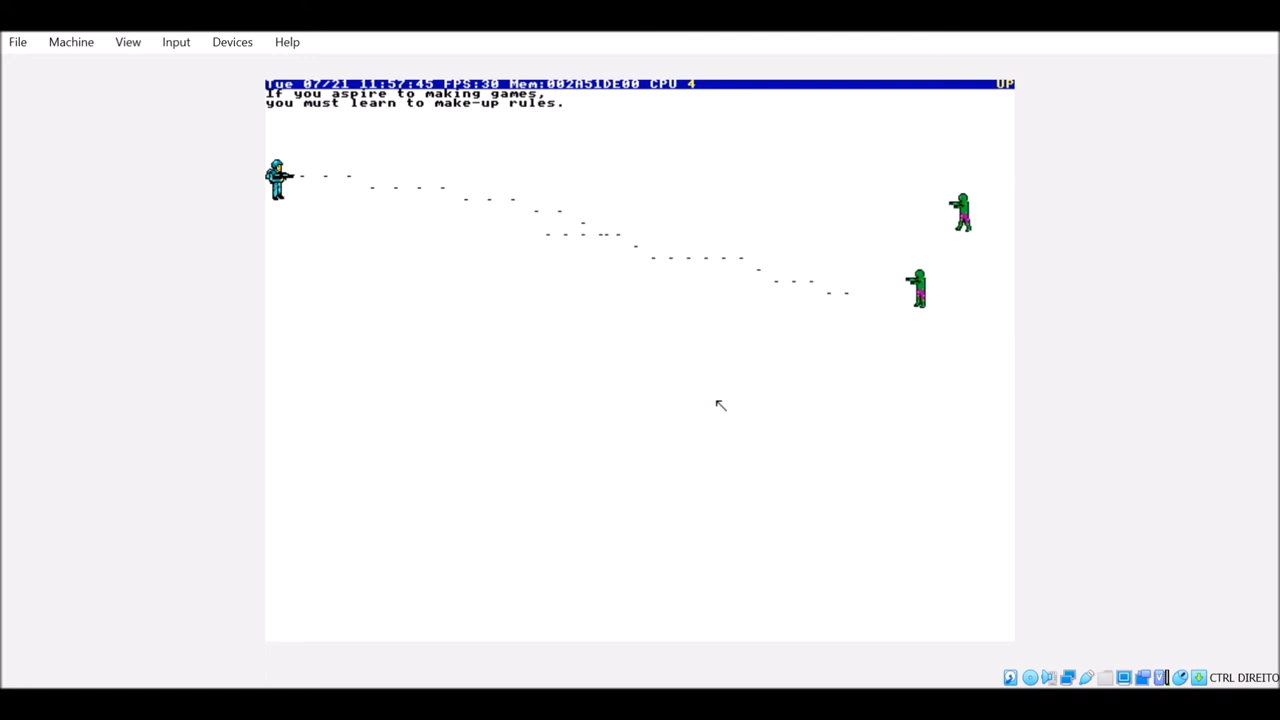 File Machine View Input Devices Help
Tue 07/21 11:57:45 FPS:30 Mem:002A51DE00 CPU 4 UP
If you aspire to making games,
you must learn to make-up rules.
CTRL DIREITO